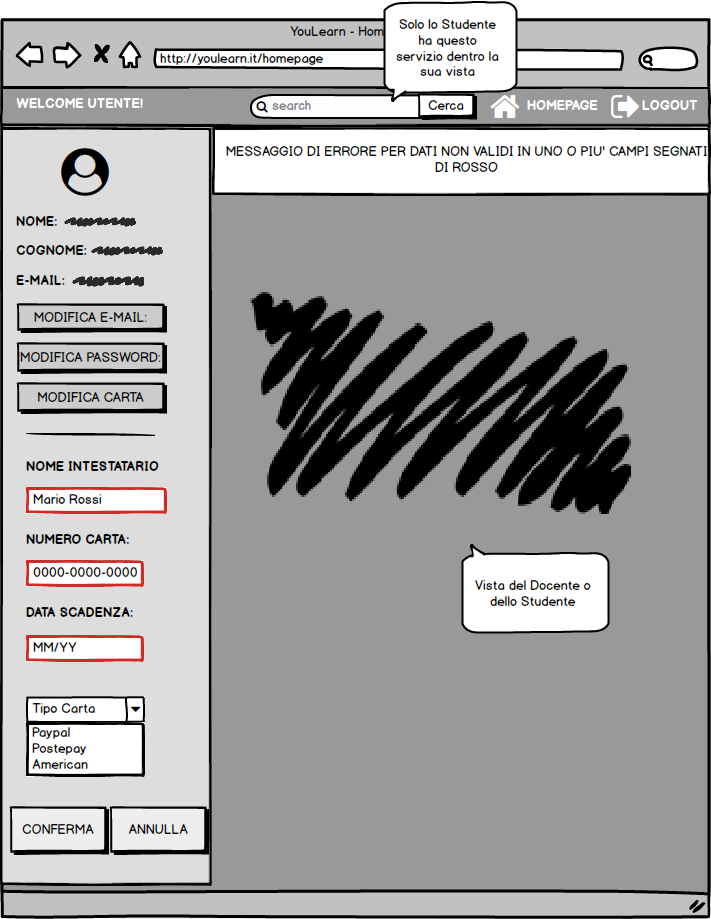 YouLearn - Hom
Solo lo Studente
ha questo
servizio dentro la
sua vista
http://youlearn.it/homepage
WELCOME UTENTE!
search
Cerca
HOMEPAGE
LOGOUT
MESSAGGIO DI ERRORE PER DATI NON VALIDI IN UNO O PIU' CAMPI SEGNATI
DI ROSSO
NOME:
COGNOME:
E-MAIL:
MODIFICA E-MAIL:
MODIFICA PASSWORD:
MODIFICA CARTA
NOME INTESTATARIO
Mario Rossi
NUMERO CARTA:
0000-0000-0000
DATA SCADENZA:
MM/YY
Vista del Docente o
dello Studente
Tipo Carta
Paypal
Postepay
American
CONFERMA
ANNULLA